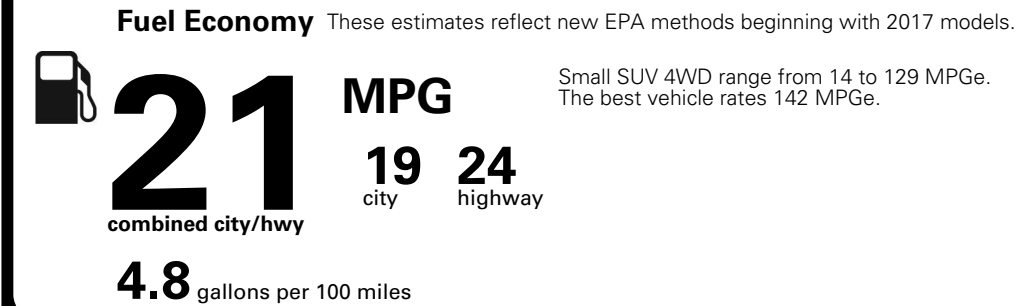 Fuel Economy These estimates reflect new EPA methods beginning with 2017 models.
21 MPG
Small SUV 4WD range from 14 to 129 MPGe.
The best vehicle rates 142 MPGe.
19 24
city highway
combined city/hwy
4.8 gallons per 100 miles